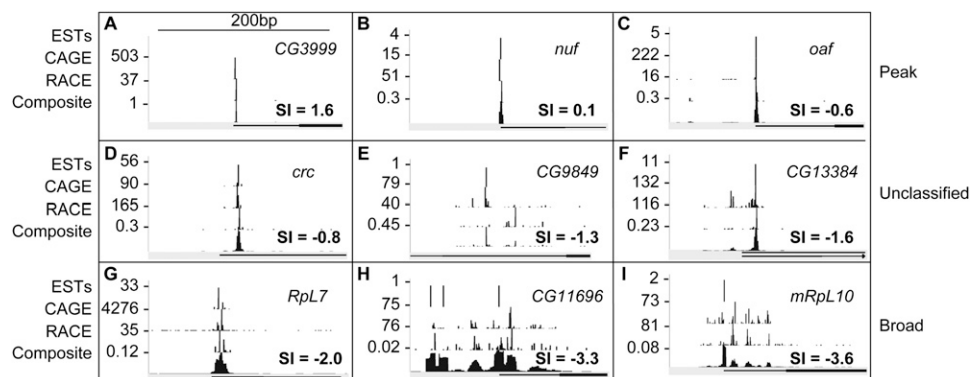 A 200bp
B
C
ESTs
CAGE
RACE
Composite
503
37
1
CG3999
SI = 1.6
4
15
51
0.3
nuf
SI = 0.1
5
222
16
0.3
oaf
SI = -0.6
Peak
D
E
F
ESTs
CAGE
RACE
Composite
56
90
165
0.3
crc
SI = -0.8
1
79
40
0.45
CG9849
SI = -1.3
11
132
116
0.23
CG13384
SI = -1.6
Unclassified
G
H
I
ESTs
CAGE
RACE
Composite
33
4276
35
0.12
RpL7
SI = -2.0
1
75
76
0.02
CG11696
SI = -3.3
2
73
81
0.08
mRpL10
SI = -3.6
Broad